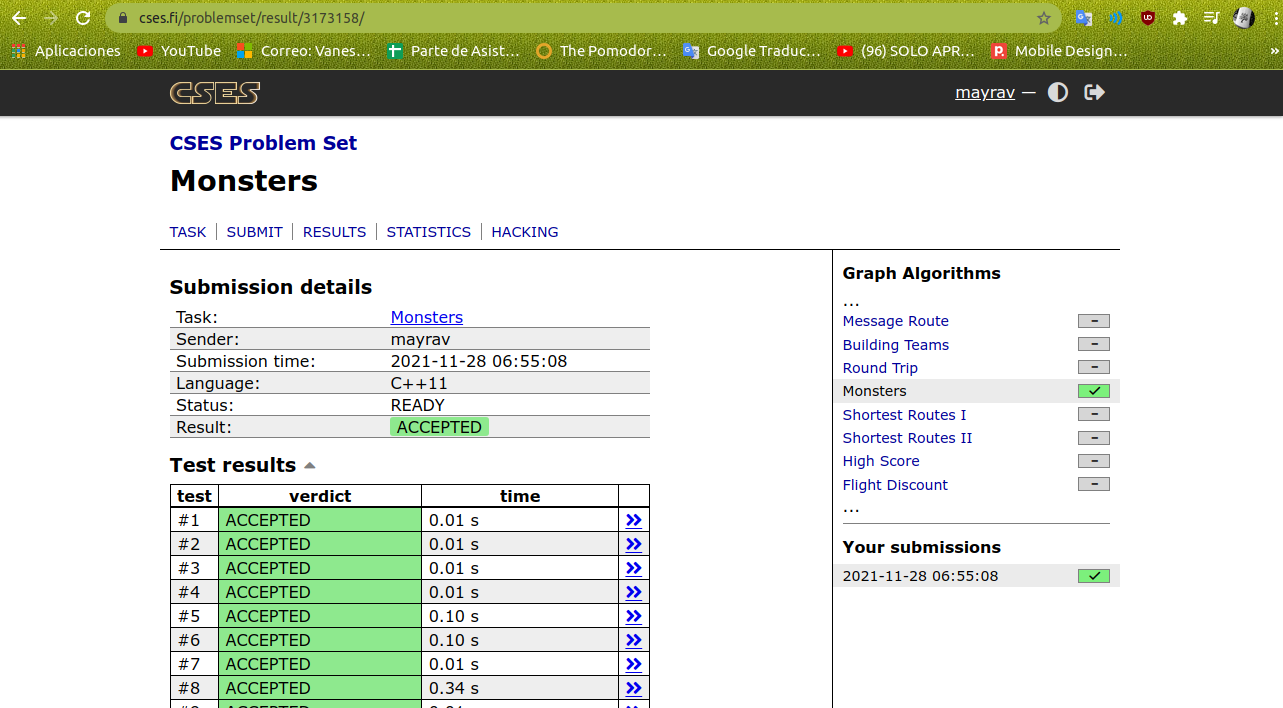 cses.fi/problemset/result/3173158/
Aplicaciones YouTube Correo: Vanes... Parte de Asist... The Pomodor... Google Traduc... (96) SOLO APR... Mobile Design... »
CSES mayrav —
CSES Problem Set
Monsters
TASK SUBMIT RESULTS STATISTICS HACKING
Submission details
Task: Monsters
Sender: mayrav
Submission time: 2021-11-28 06:55:08
Language: C++11
Status: READY
Result: ACCEPTED
Test results
test verdict time
#1 ACCEPTED 0.01 s »
#2 ACCEPTED 0.01 s »
#3 ACCEPTED 0.01 s »
#4 ACCEPTED 0.01 s »
#5 ACCEPTED 0.10 s »
#6 ACCEPTED 0.10 s »
#7 ACCEPTED 0.01 s »
#8 ACCEPTED 0.34 s »
Graph Algorithms
...
Message Route –
Building Teams –
Round Trip –
Monsters ✓
Shortest Routes I –
Shortest Routes II –
High Score –
Flight Discount –
...
Your submissions
2021-11-28 06:55:08 ✓